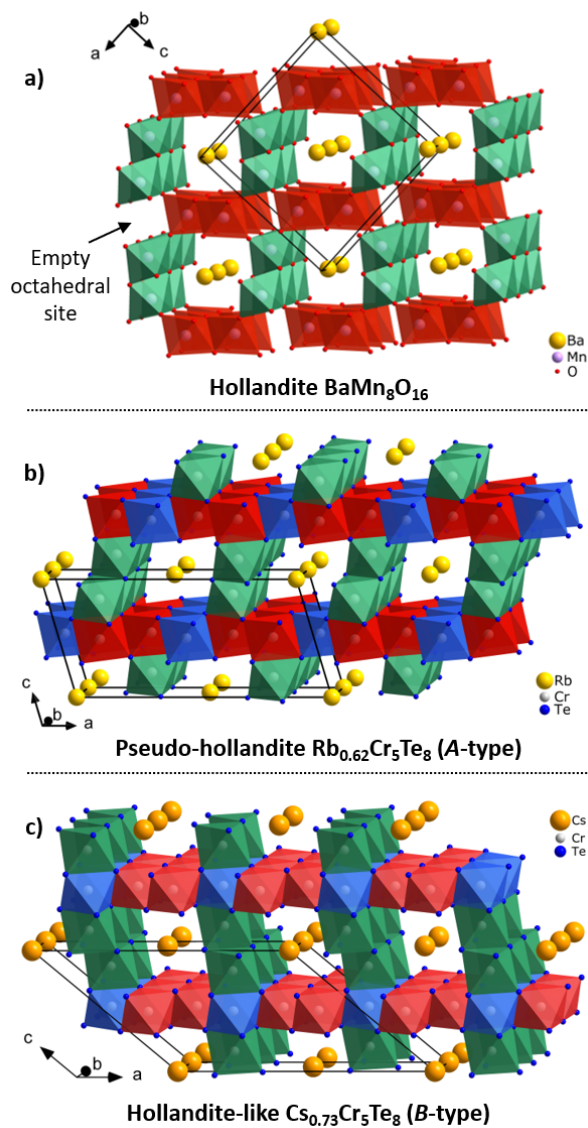 b
a
c
a)
Empty
octahedral
site
Ba
Mn
O
Hollandite BaMn₈O₁₆
b)
c
b
a
Rb
Cr
Te
Pseudo-hollandite Rb₀.₆₂Cr₅Te₈ (A-type)
c)
Cs
Cr
Te
c
b
a
Hollandite-like Cs₀.₇₃Cr₅Te₈ (B-type)